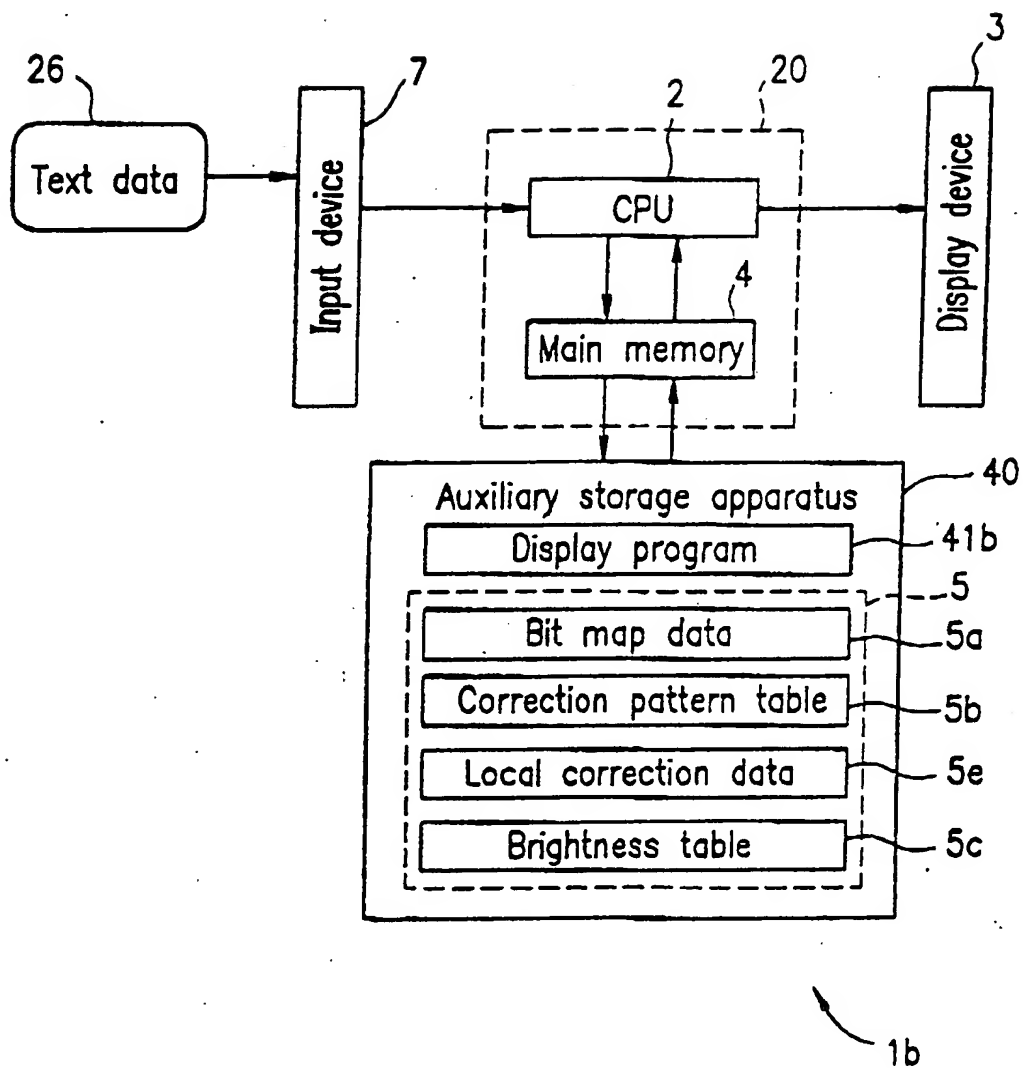 3
26
7
20
2
Text data
Input device
CPU
Display device
4
Main memory
40
Auxiliary storage apparatus
Display program
41b
5
Bit map data
5a
Correction pattern table
5b
Local correction data
5e
Brightness table
5c
1b